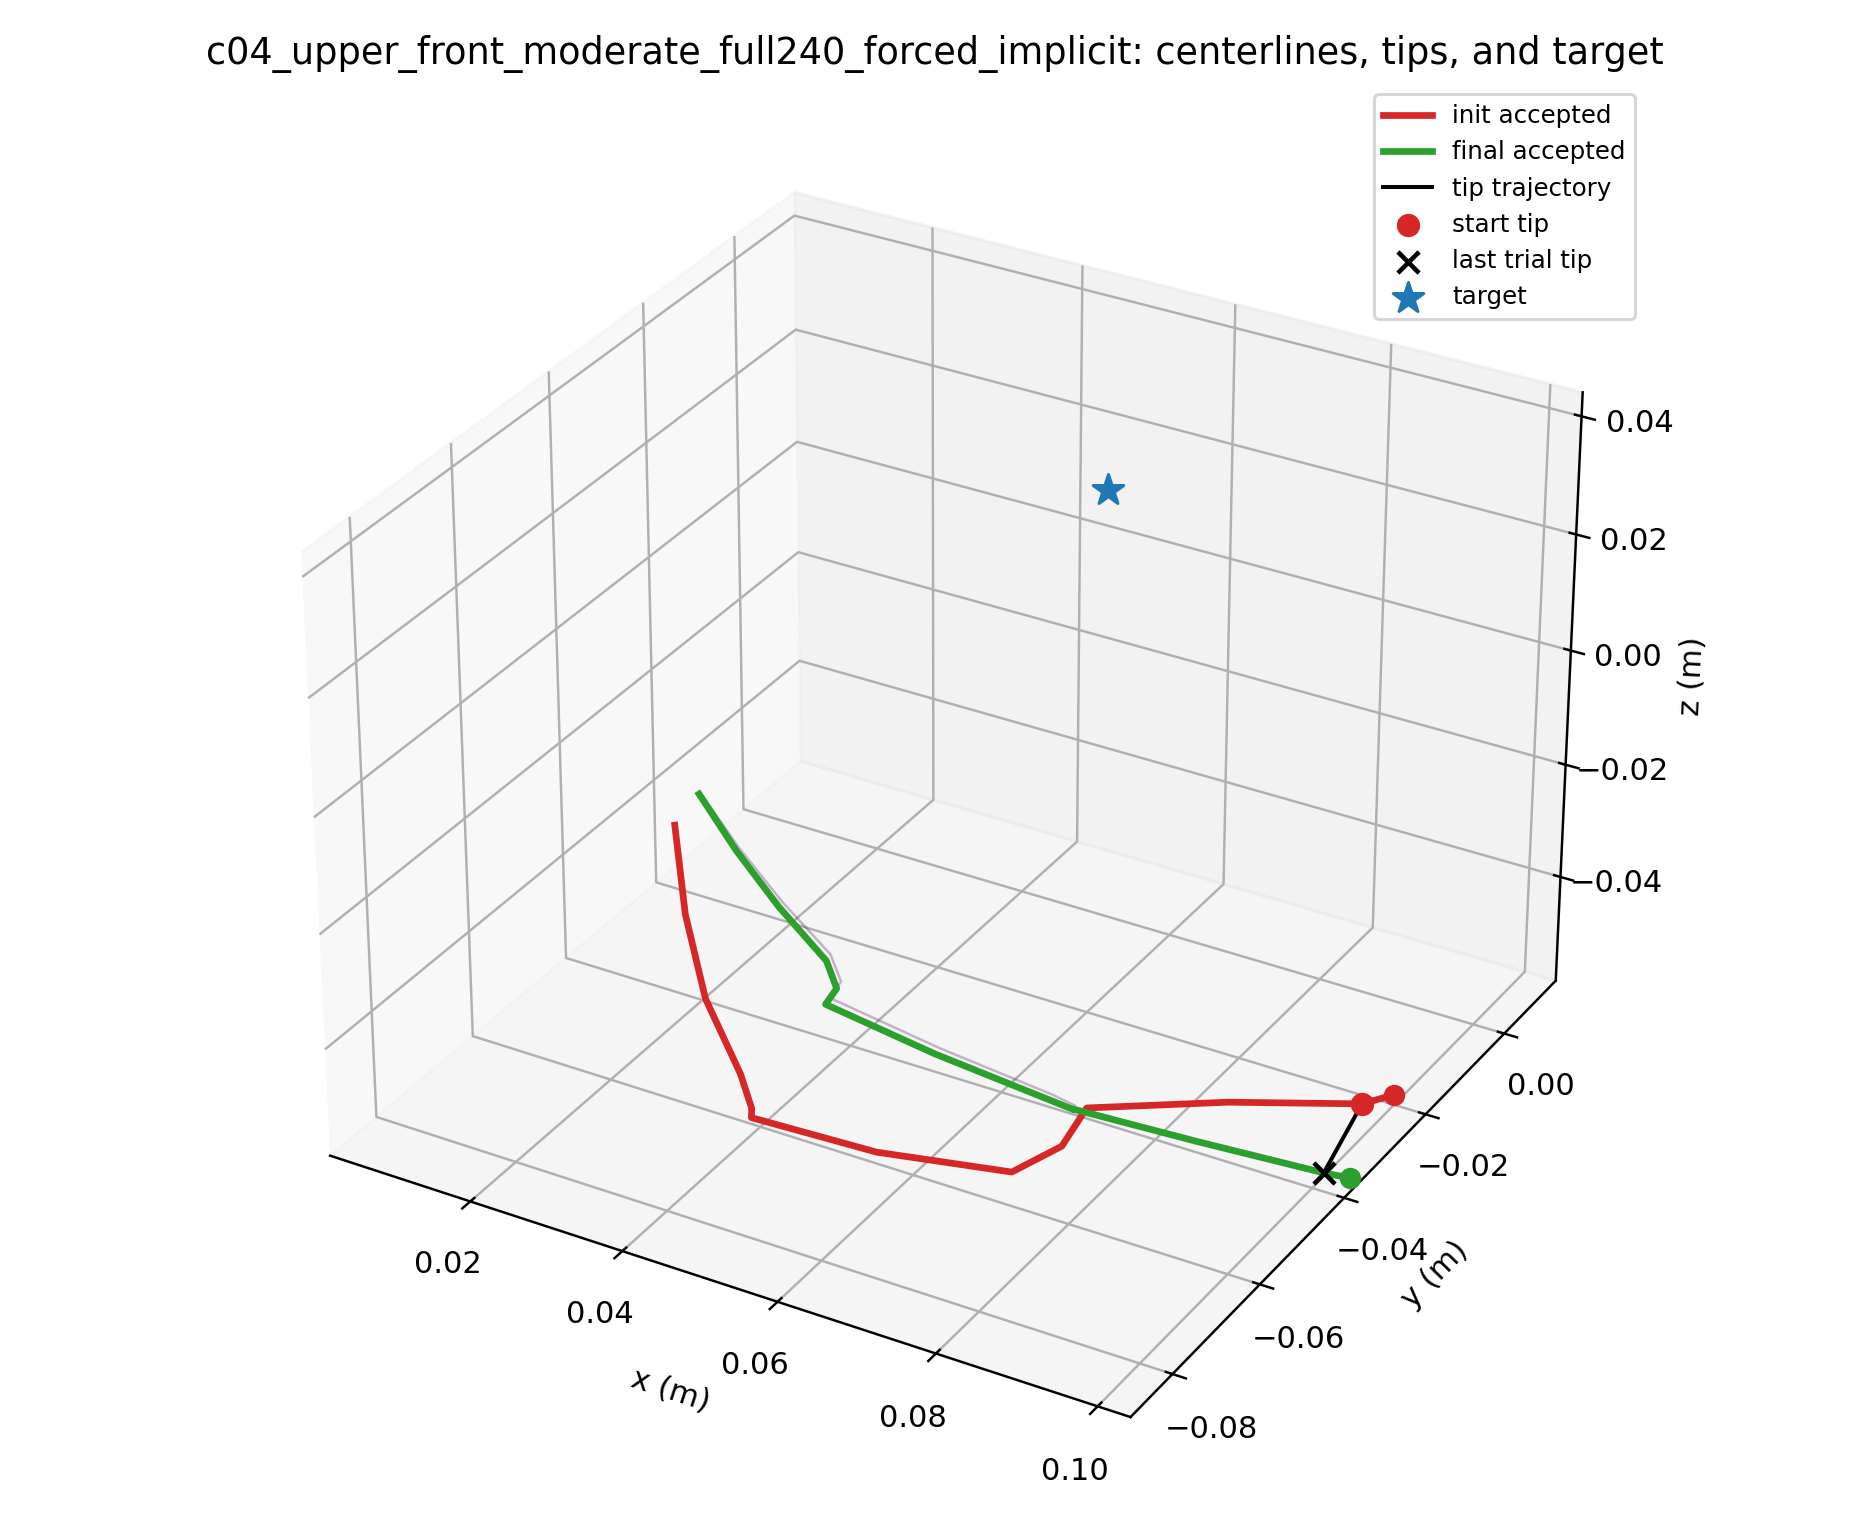 c04_upper_front_moderate_full240_forced_implicit: centerlines, tips, and target
init accepted
final accepted
tip trajectory
start tip
last trial tip
target
0.04
0.02
0.00
−0.02
−0.04
z (m)
0.00
−0.02
−0.04
−0.06
−0.08
y (m)
0.02
0.04
0.06
0.08
0.10
x (m)